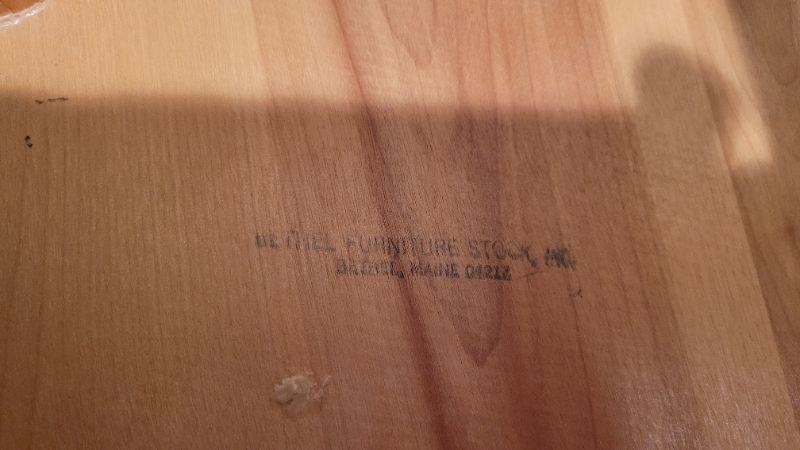 BETHEL FURNITURE STOCK, INC.
BETHEL, MAINE 04217